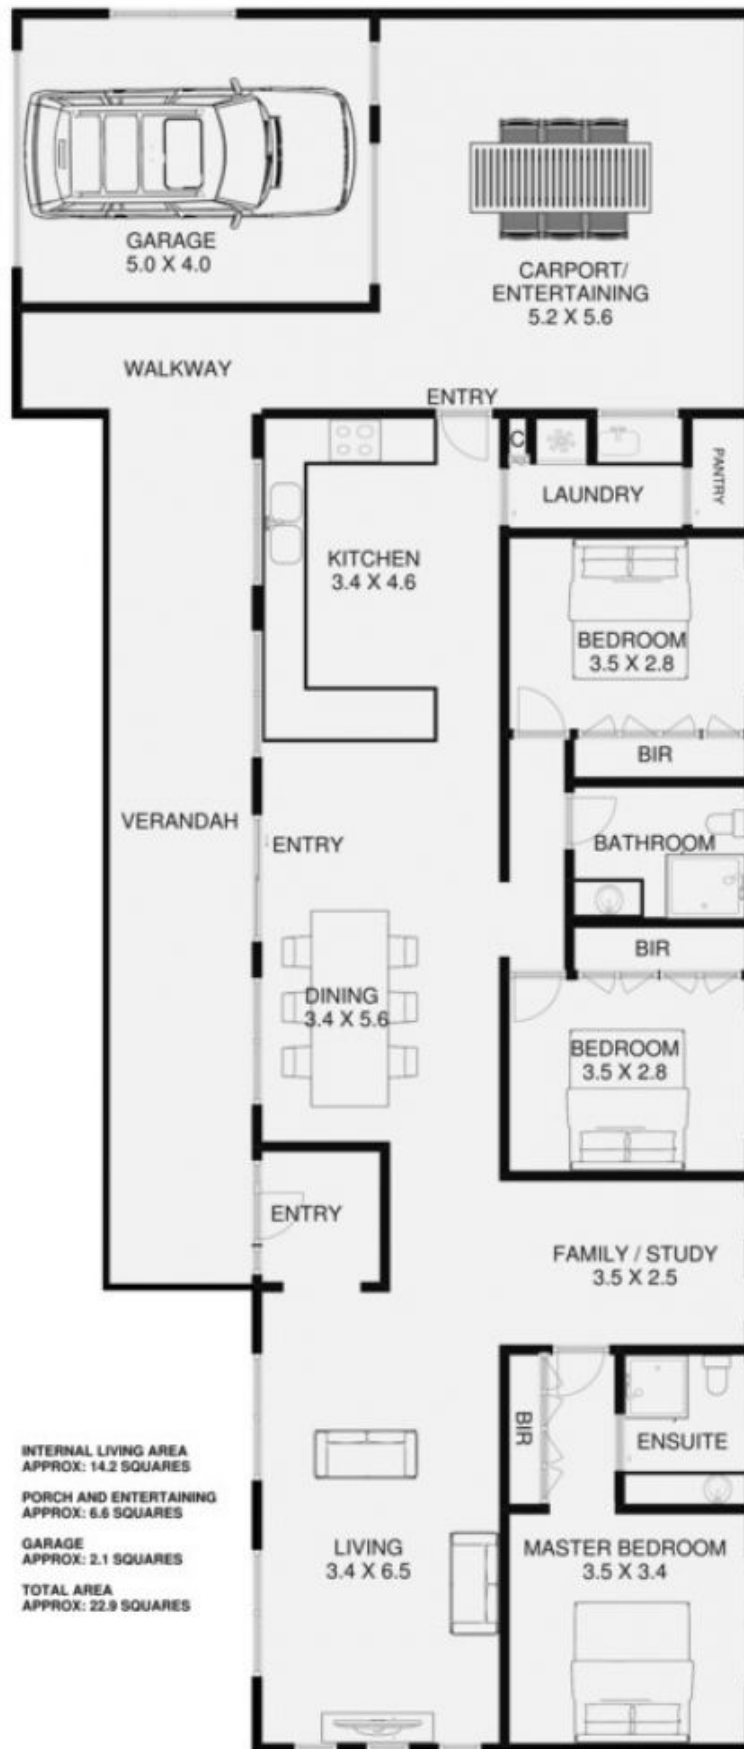 GARAGE
5.0 X 4.0
CARPORT/
ENTERTAINING
5.2 X 5.6
WALKWAY
ENTRY
C
LAUNDRY
PANTRY
KITCHEN
3.4 X 4.6
BEDROOM
3.5 X 2.8
BIR
VERANDAH
ENTRY
BATHROOM
BIR
DINING
3.4 X 5.6
BEDROOM
3.5 X 2.8
ENTRY
FAMILY / STUDY
3.5 X 2.5
BIR
ENSUITE
INTERNAL LIVING AREA
APPROX: 14.2 SQUARES
PORCH AND ENTERTAINING
APPROX: 6.6 SQUARES
GARAGE
APPROX: 2.1 SQUARES
TOTAL AREA
APPROX: 22.9 SQUARES
LIVING
3.4 X 6.5
MASTER BEDROOM
3.5 X 3.4